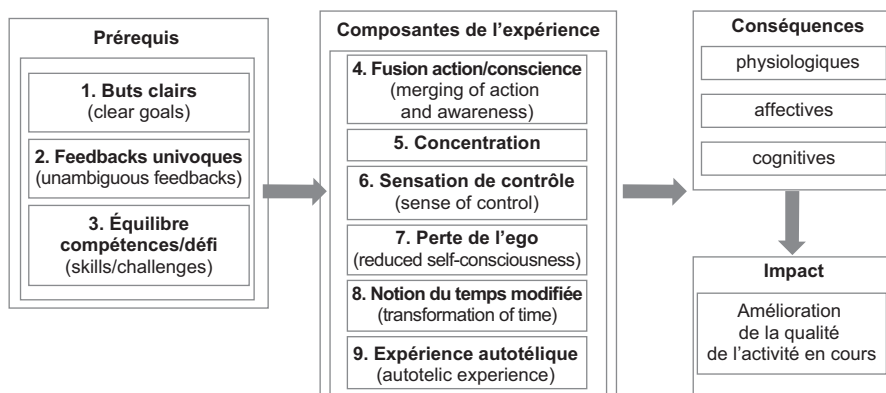 Prérequis
1. Buts clairs
(clear goals)
2. Feedbacks univoques
(unambiguous feedbacks)
3. Équilibre
compétences/défi
(skills/challenges)
Composantes de l'expérience
4. Fusion action/conscience
(merging of action
and awareness)
5. Concentration
6. Sensation de contrôle
(sense of control)
7. Perte de l'ego
(reduced self-consciousness)
8. Notion du temps modifiée
(transformation of time)
9. Expérience autotélique
(autotelic experience)
Conséquences
physiologiques
affectives
cognitives
Impact
Amélioration
de la qualité
de l'activité en cours